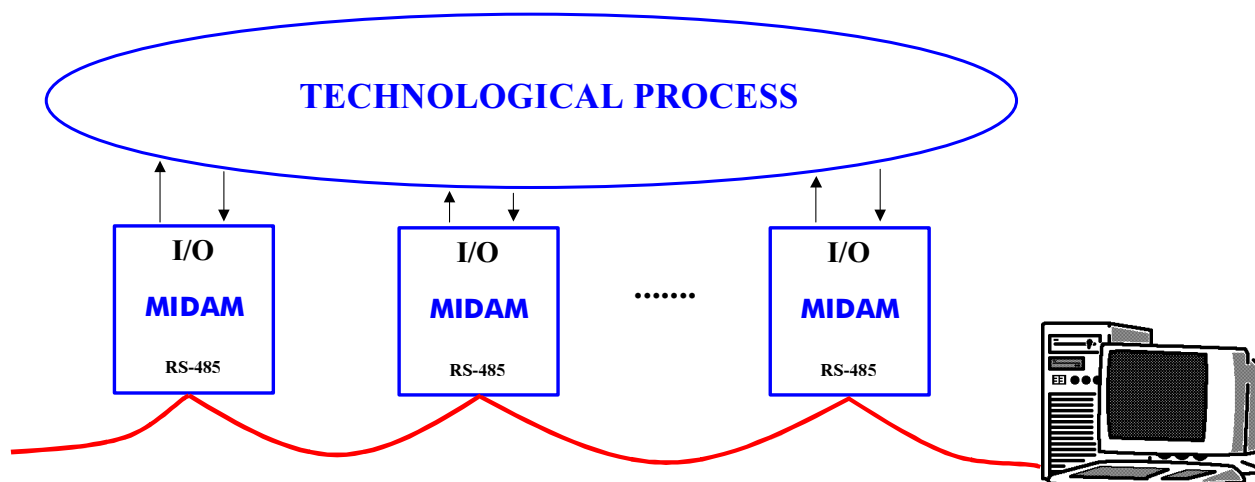 TECHNOLOGICAL PROCESS
I/O
MIDAM
RS-485
I/O
MIDAM
RS-485
.......
I/O
MIDAM
RS-485